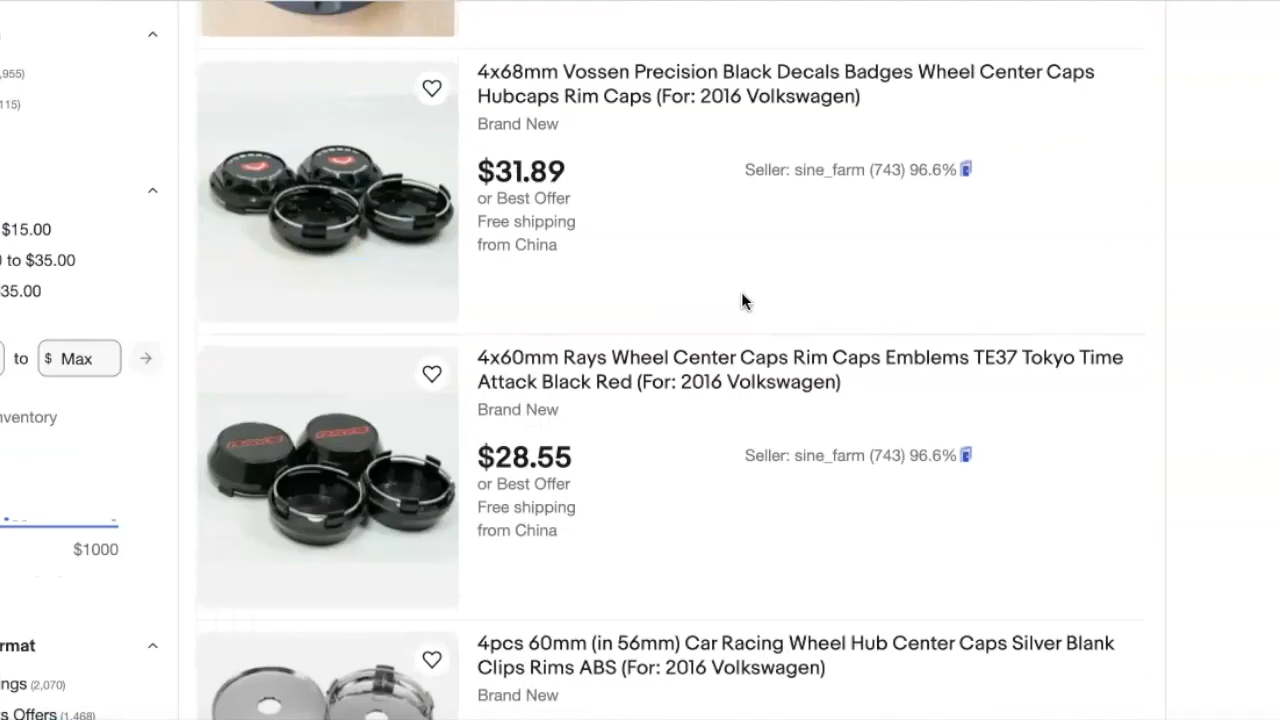 ,955)
115)
$15.00
to $35.00
35.00
to
$ Max
nventory
$1000
rmat
ngs (2,070)
s Offers (1,468)
4x68mm Vossen Precision Black Decals Badges Wheel Center Caps
Hubcaps Rim Caps (For: 2016 Volkswagen)
Brand New
$31.89
or Best Offer
Free shipping
from China
Seller: sine_farm (743) 96.6%
4x60mm Rays Wheel Center Caps Rim Caps Emblems TE37 Tokyo Time
Attack Black Red (For: 2016 Volkswagen)
Brand New
$28.55
or Best Offer
Free shipping
from China
Seller: sine_farm (743) 96.6%
4pcs 60mm (in 56mm) Car Racing Wheel Hub Center Caps Silver Blank
Clips Rims ABS (For: 2016 Volkswagen)
Brand New